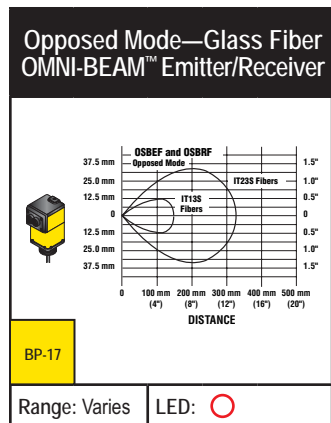 Opposed Mode—Glass Fiber
OMNI-BEAM™ Emitter/Receiver
OSBEF and OSBRF
Opposed Mode
37.5 mm
1.5"
25.0 mm
IT23S Fibers
1.0"
12.5 mm
IT13S
Fibers
0.5"
0
0
12.5 mm
0.5"
25.0 mm
1.0"
37.5 mm
1.5"
0 100 mm 200 mm 300 mm 400 mm 500 mm
(4") (8") (12") (16") (20")
DISTANCE
BP-17
Range: Varies
LED: